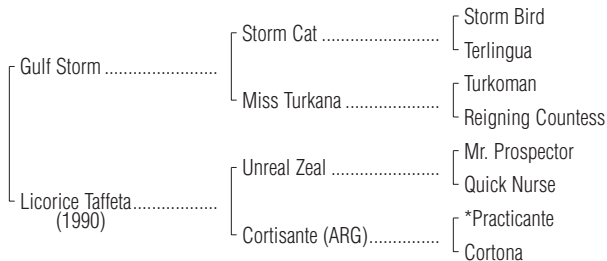 Storm Bird
Storm Cat ........................
Terlingua
Gulf Storm .......................
Turkoman
Miss Turkana ...................
Reigning Countess
Mr. Prospector
Unreal Zeal ......................
Quick Nurse
Licorice Taffeta.................
(1990)
*Practicante
Cortisante (ARG)..............
Cortona